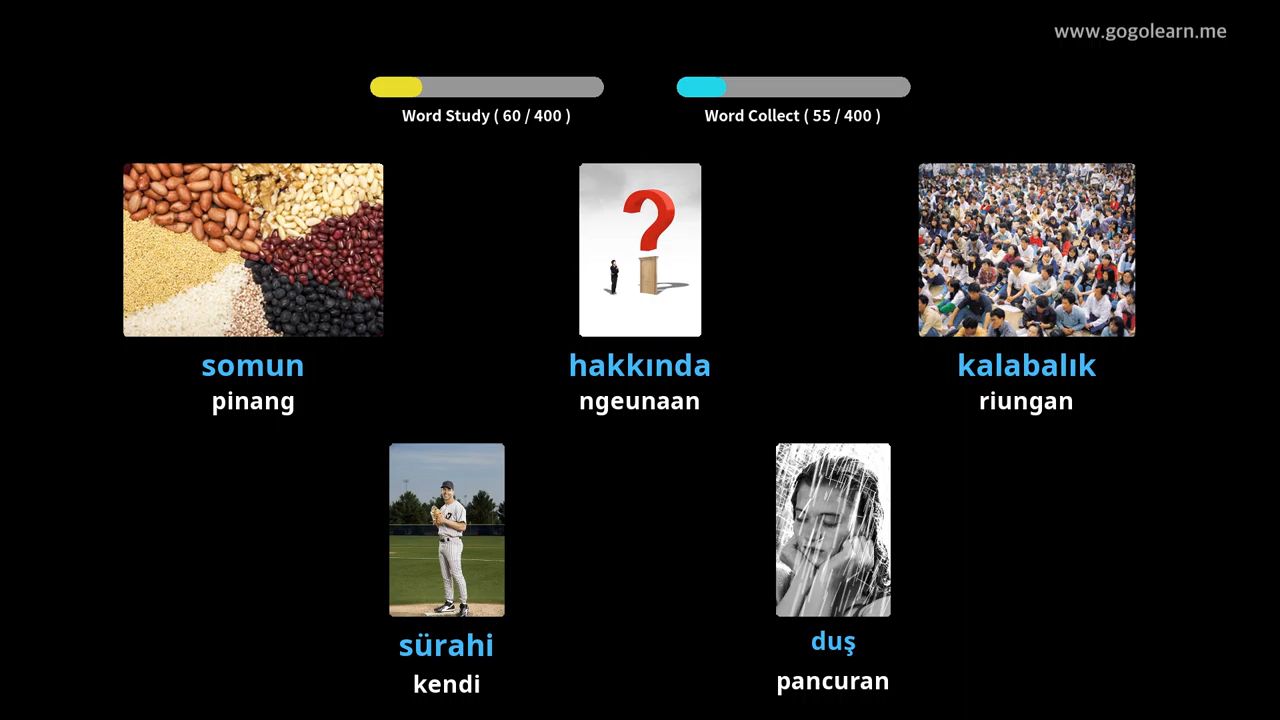 www.gogolearn.me
Word Study ( 60 / 400 )
Word Collect ( 55 / 400 )
somun
pinang
hakkında
ngeunaan
kalabalık
riungan
sürahi
kendi
duş
pancuran